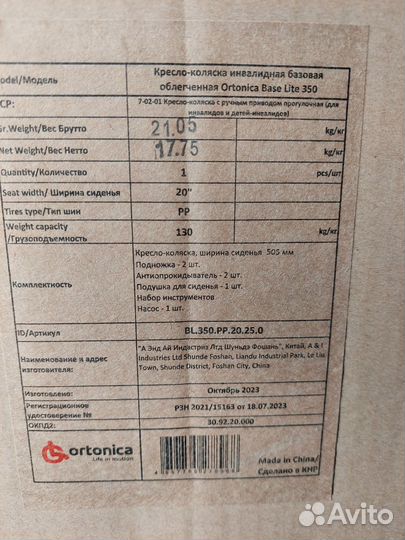 odel/Модель
Кресло-коляска инвалидная базовая
облегченная Ortonica Base Lite 350
СР:
7-02-01 Кресло-коляска с ручным приводом прогулочная (для
инвалидов и детей-инвалидов)
Gr.Weight/Вес Брутто 21.05 kg/кг
Net Weight/Вес Нетто 17.75 kg/кг
Quantity/Количество 1 pcs/шт
Seat width/ Ширина сиденья 20"
Tires type/Тип шин PP
Weight capacity
/Грузоподъемность 130 kg/кг
Комплектность
Кресло-коляска, ширина сиденья 505 мм
Подножка - 2 шт.
Антиопрокидыватель - 2 шт.
Подушка для сиденья - 1 шт.
Набор инструментов
Насос - 1 шт.
ID/Артикул BL.350.PP.20.25.0
Наименование и адрес
изготовителя:
"А Энд Ай Индастриз Лтд Шуньда Фошань", Китай, A & I
Industries Ltd Shunde Foshan, Liandu Industrial Park, Le Liu
Town, Shunde District, Foshan City, China
Изготовлено: Октябрь 2023
Регистрационное
удостоверение №
РЗН 2021/15163 от 18.07.2023
ОКПД2: 30.92.20.000
ortonica
Life in motion
Made in China/
Сделано в КНР
Avito